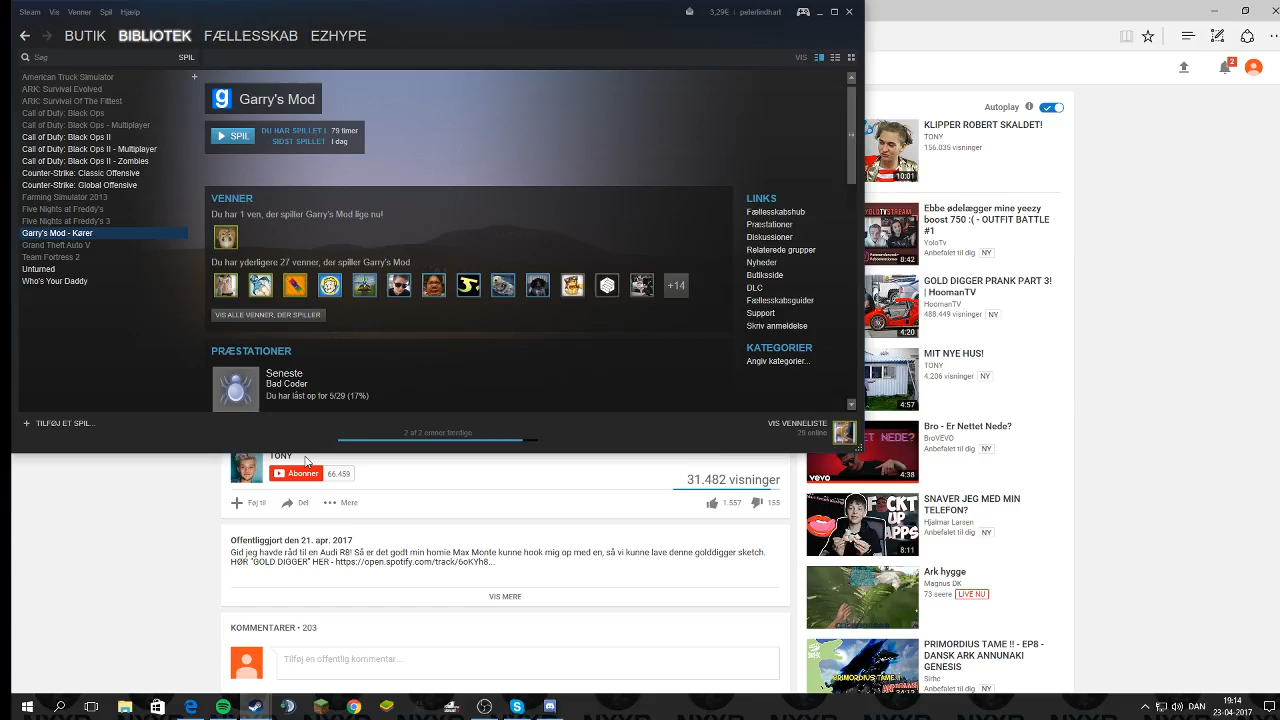 Steam Vis Venner Spil Hjælp
3,29€ peterlindhart
BUTIK BIBLIOTEK FÆLLESSKAB EZHYPE
Søg SPIL VIS
American Truck Simulator
ARK: Survival Evolved
ARK: Survival Of The Fittest
Call of Duty: Black Ops
Call of Duty: Black Ops - Multiplayer
Call of Duty: Black Ops II
Call of Duty: Black Ops II - Multiplayer
Call of Duty: Black Ops II - Zombies
Counter-Strike: Classic Offensive
Counter-Strike: Global Offensive
Farming Simulator 2013
Five Nights at Freddy's
Five Nights at Freddy's 3
Garry's Mod - Kører
Grand Theft Auto V
Team Fortress 2
Unturned
Who's Your Daddy
TILFØJ ET SPIL...
Garry's Mod
SPIL
DU HAR SPILLET I 79 timer
SIDST SPILLET I dag
VENNER
Du har 1 ven, der spiller Garry's Mod lige nu!
Du har yderligere 27 venner, der spiller Garry's Mod
+14
VIS ALLE VENNER, DER SPILLER
PRÆSTATIONER
Seneste
Bad Coder
Du har låst op for 5/29 (17%)
LINKS
Fællesskabshub
Præstationer
Diskussioner
Relaterede grupper
Nyheder
Butiksside
DLC
Fællesskabsguider
Support
Skriv anmeldelse
KATEGORIER
Angiv kategorier...
2 af 2 emner færdige
VIS VENNELISTE
29 online
2
Autoplay
KLIPPER ROBERT SKALDET!
TONY
156.035 visninger
10:01
Ebbe ødelægger mine yeezy
boost 750 :( - OUTFIT BATTLE
#1
YoloTv
Anbefalet til dig NY
8:42
GOLD DIGGER PRANK PART 3!
| HoomanTV
HoomanTV
488.449 visninger NY
4:20
MIT NYE HUS!
TONY
4.206 visninger NY
4:57
Bro - Er Nettet Nede?
BroVEVO
Anbefalet til dig NY
ET NEDE?
vevo
4:38
SNAVER JEG MED MIN
TELEFON?
Hjalmar Larsen
Anbefalet til dig NY
UP
APPS
8:11
Ark hygge
Magnus DK
73 seere LIVE NU
PRIMORDIUS TAME !! - EP8 -
DANSK ARK ANNUNAKI
GENESIS
Sirhc
Anbefalet til dig NY
PRIMORDIUS TAME!!
34:12
TONY
Abonner 66.459
31.482 visninger
Føj til Del Mere
1.557 155
Offentliggjort den 21. apr. 2017
Gid jeg havde råd til en Audi R8! Så er det godt min homie Max Monte kunne hook mig op med en, så vi kunne lave denne golddigger sketch.
HØR "GOLD DIGGER" HER - https://open.spotify.com/track/6oKYh8...
VIS MERE
KOMMENTARER • 203
Tilføj en offentlig kommentar...
DAN
19:14
23-04-2017